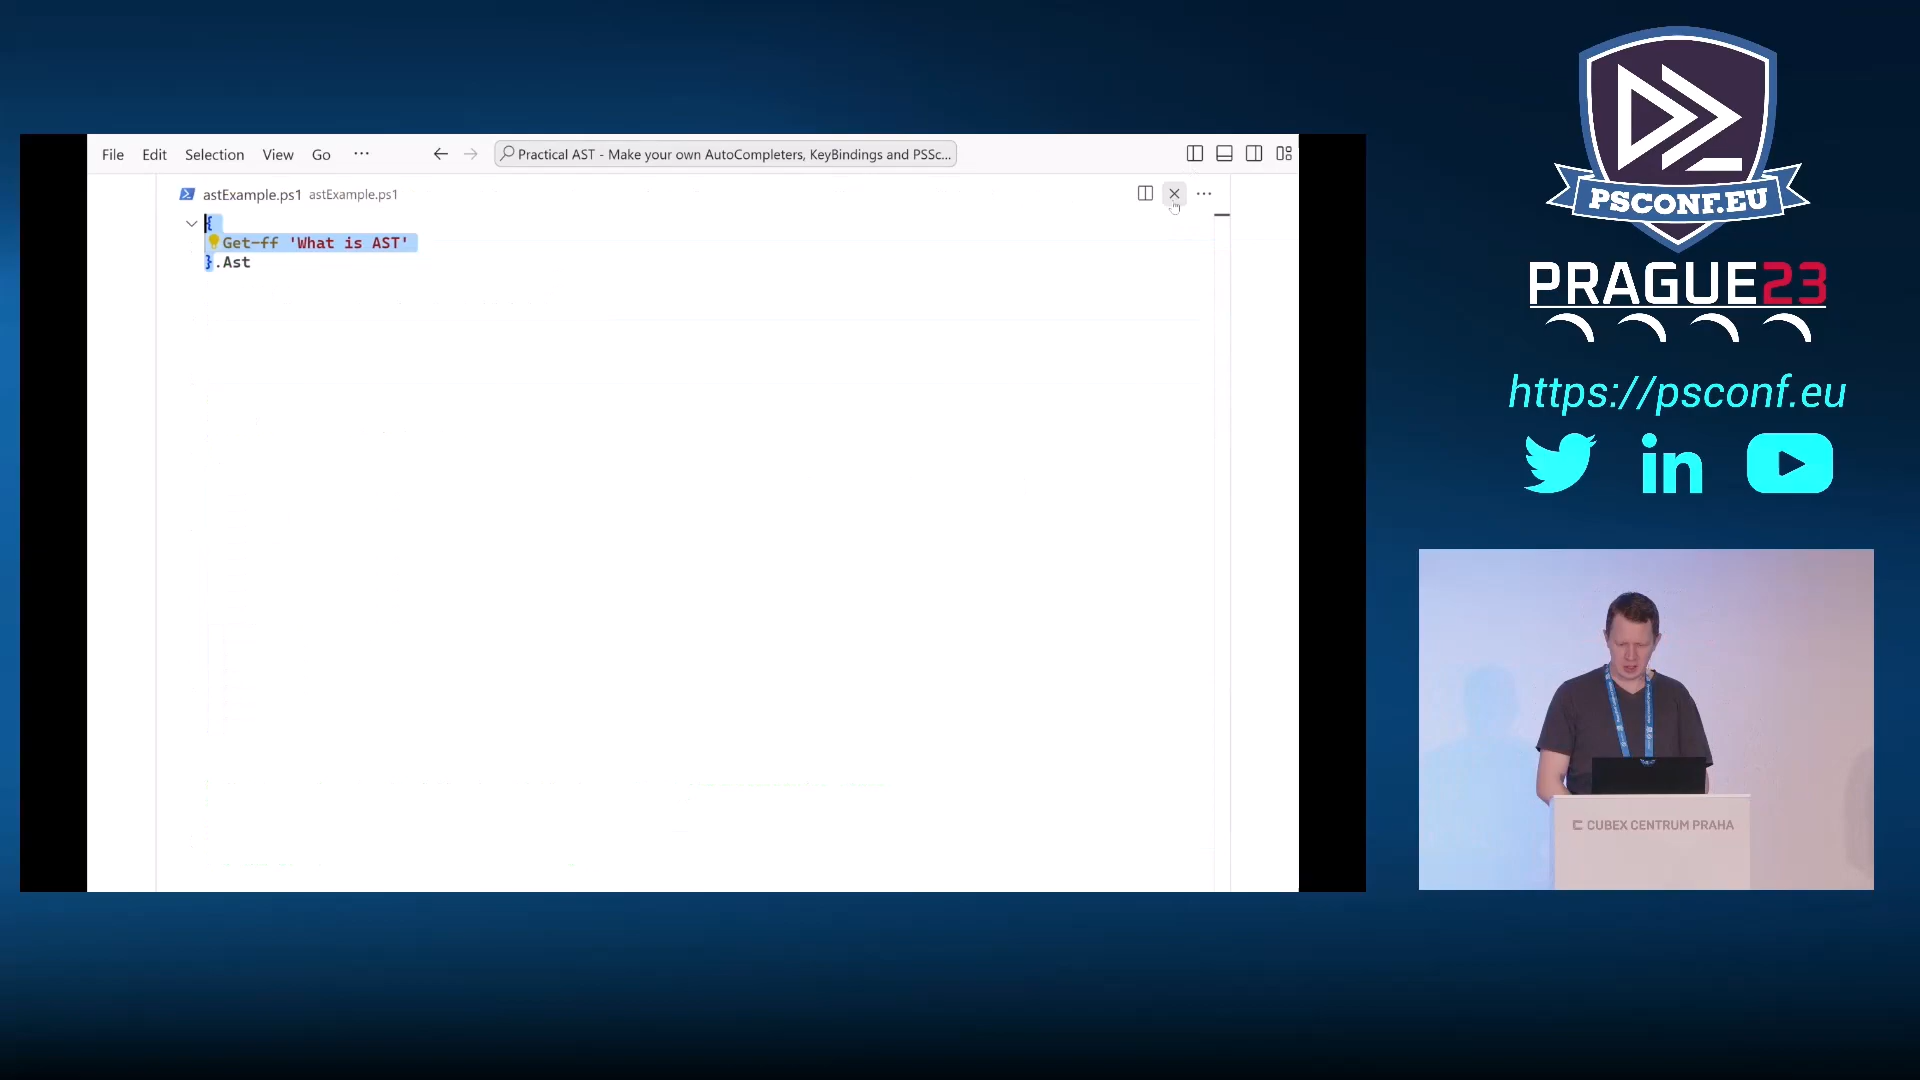 File Edit Selection View Go ···
Practical AST - Make your own AutoCompleters, KeyBindings and PSSc...
astExample.ps1 astExample.ps1
{
Get-ff 'What is AST'
}.Ast
PSCONF.EU
PRAGUE23
https://psconf.eu
in
CUBEX CENTRUM PRAHA